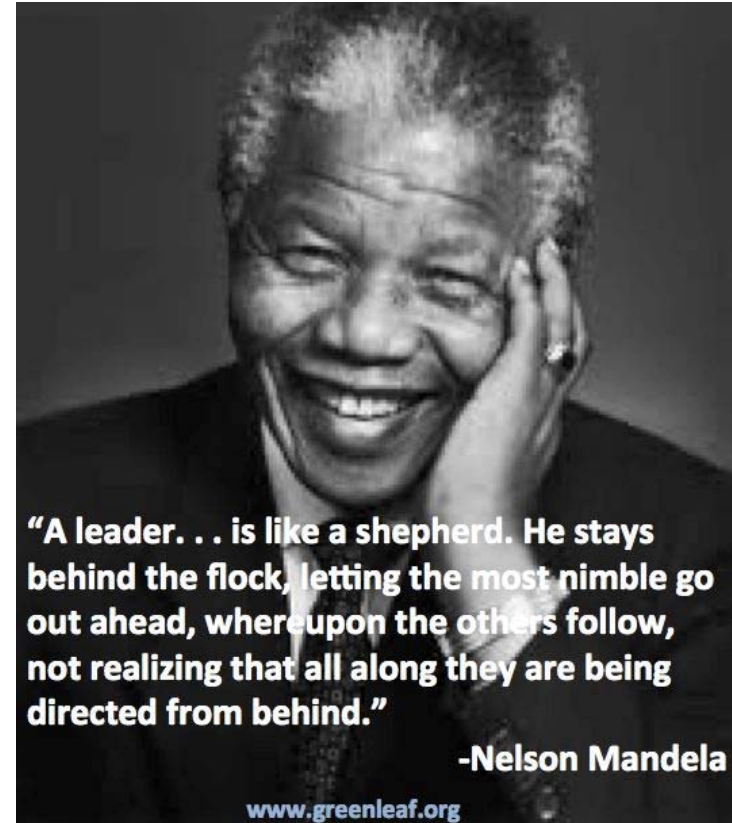 “A leader. . . is like a shepherd. He stays
behind the flock, letting the most nimble go
out ahead, whereupon the others follow,
not realizing that all along they are being
directed from behind.”
-Nelson Mandela
www.greenleaf.org